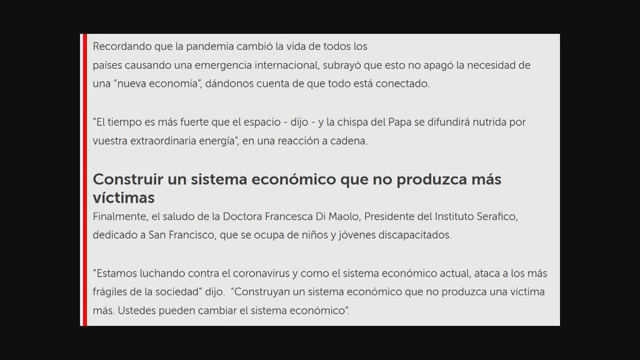 Recordando que la pandemia cambió la vida de todos los
países causando una emergencia internacional, subrayó que esto no apagó la necesidad de
una “nueva economía”, dándonos cuenta de que todo está conectado.
"El tiempo es más fuerte que el espacio - dijo - y la chispa del Papa se difundirá nutrida por
vuestra extraordinaria energía”, en una reacción a cadena.
Construir un sistema económico que no produzca más
víctimas
Finalmente, el saludo de la Doctora Francesca Di Maolo, Presidente del Instituto Serafico,
dedicado a San Francisco, que se ocupa de niños y jóvenes discapacitados.
“Estamos luchando contra el coronavirus y como el sistema económico actual, ataca a los más
frágiles de la sociedad” dijo. “Construyan un sistema económico que no produzca una víctima
más. Ustedes pueden cambiar el sistema económico”.